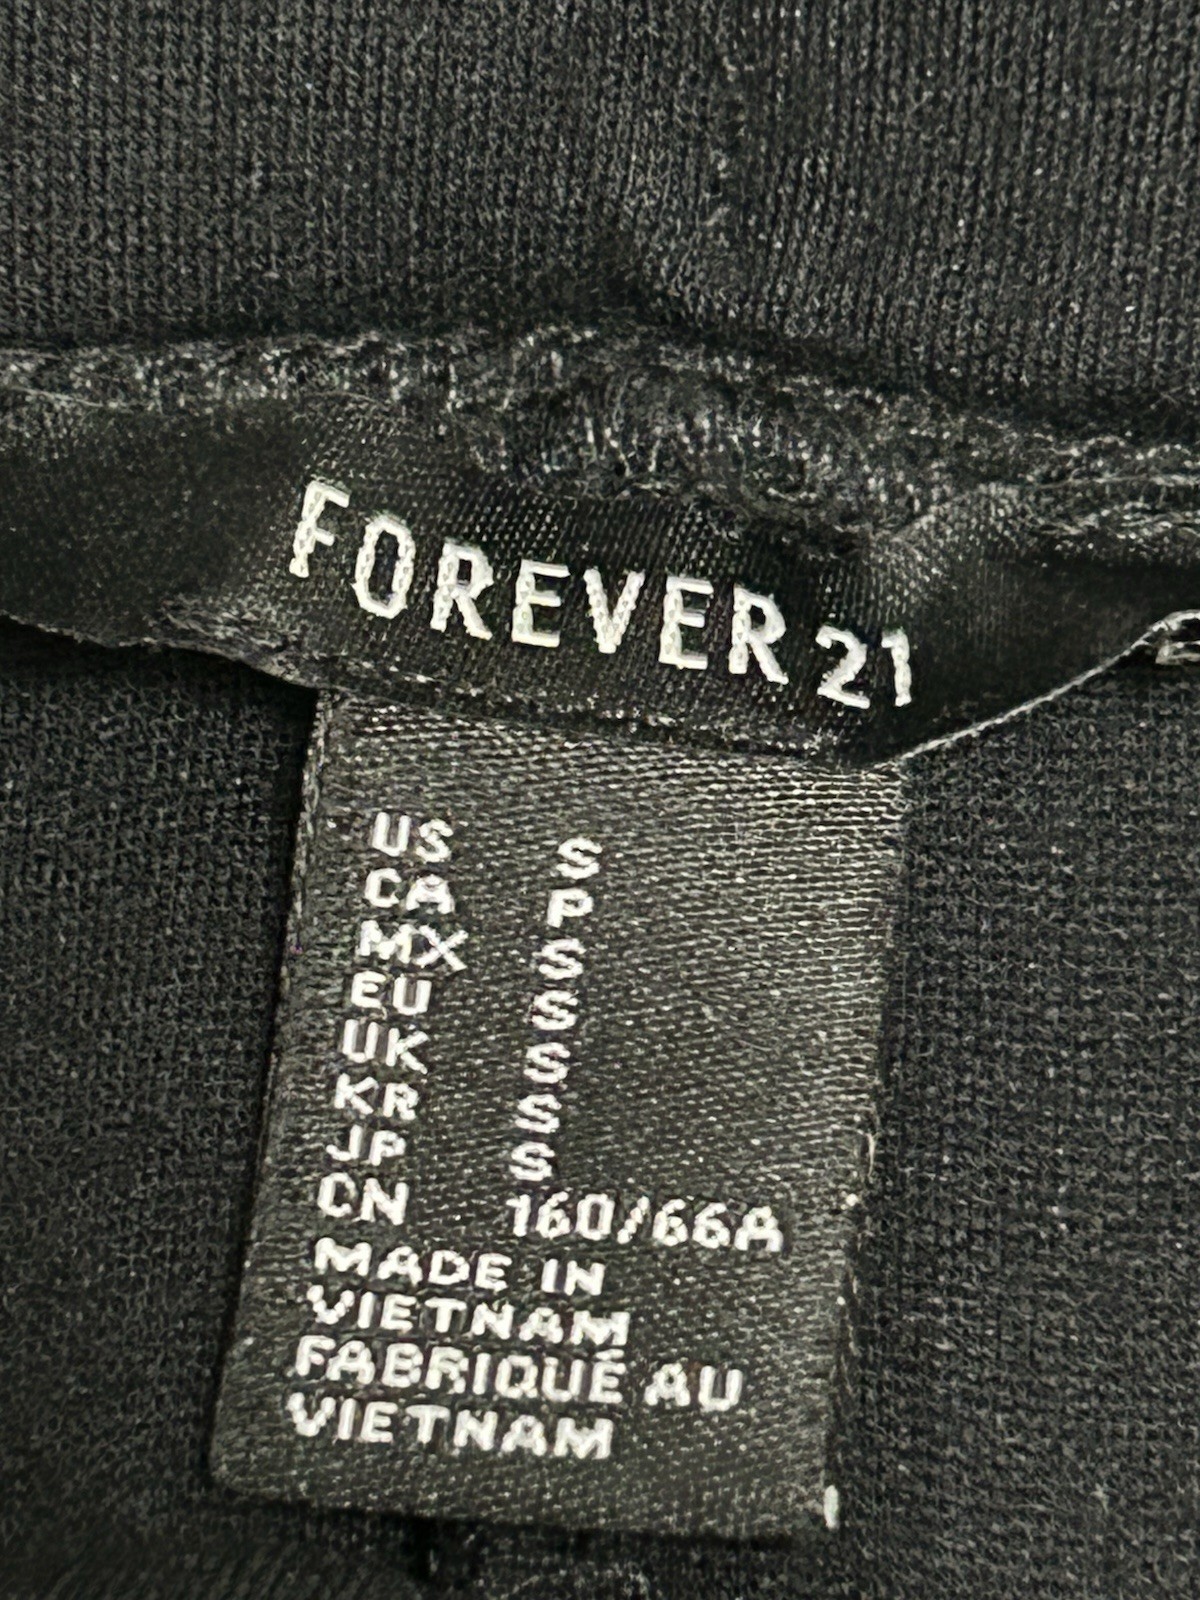 FOREVER 21
US S
CA P
MX S
EU S
UK S
KR S
JP S
CN 160/66A
MADE IN
VIETNAM
FABRIQUÉ AU
VIETNAM